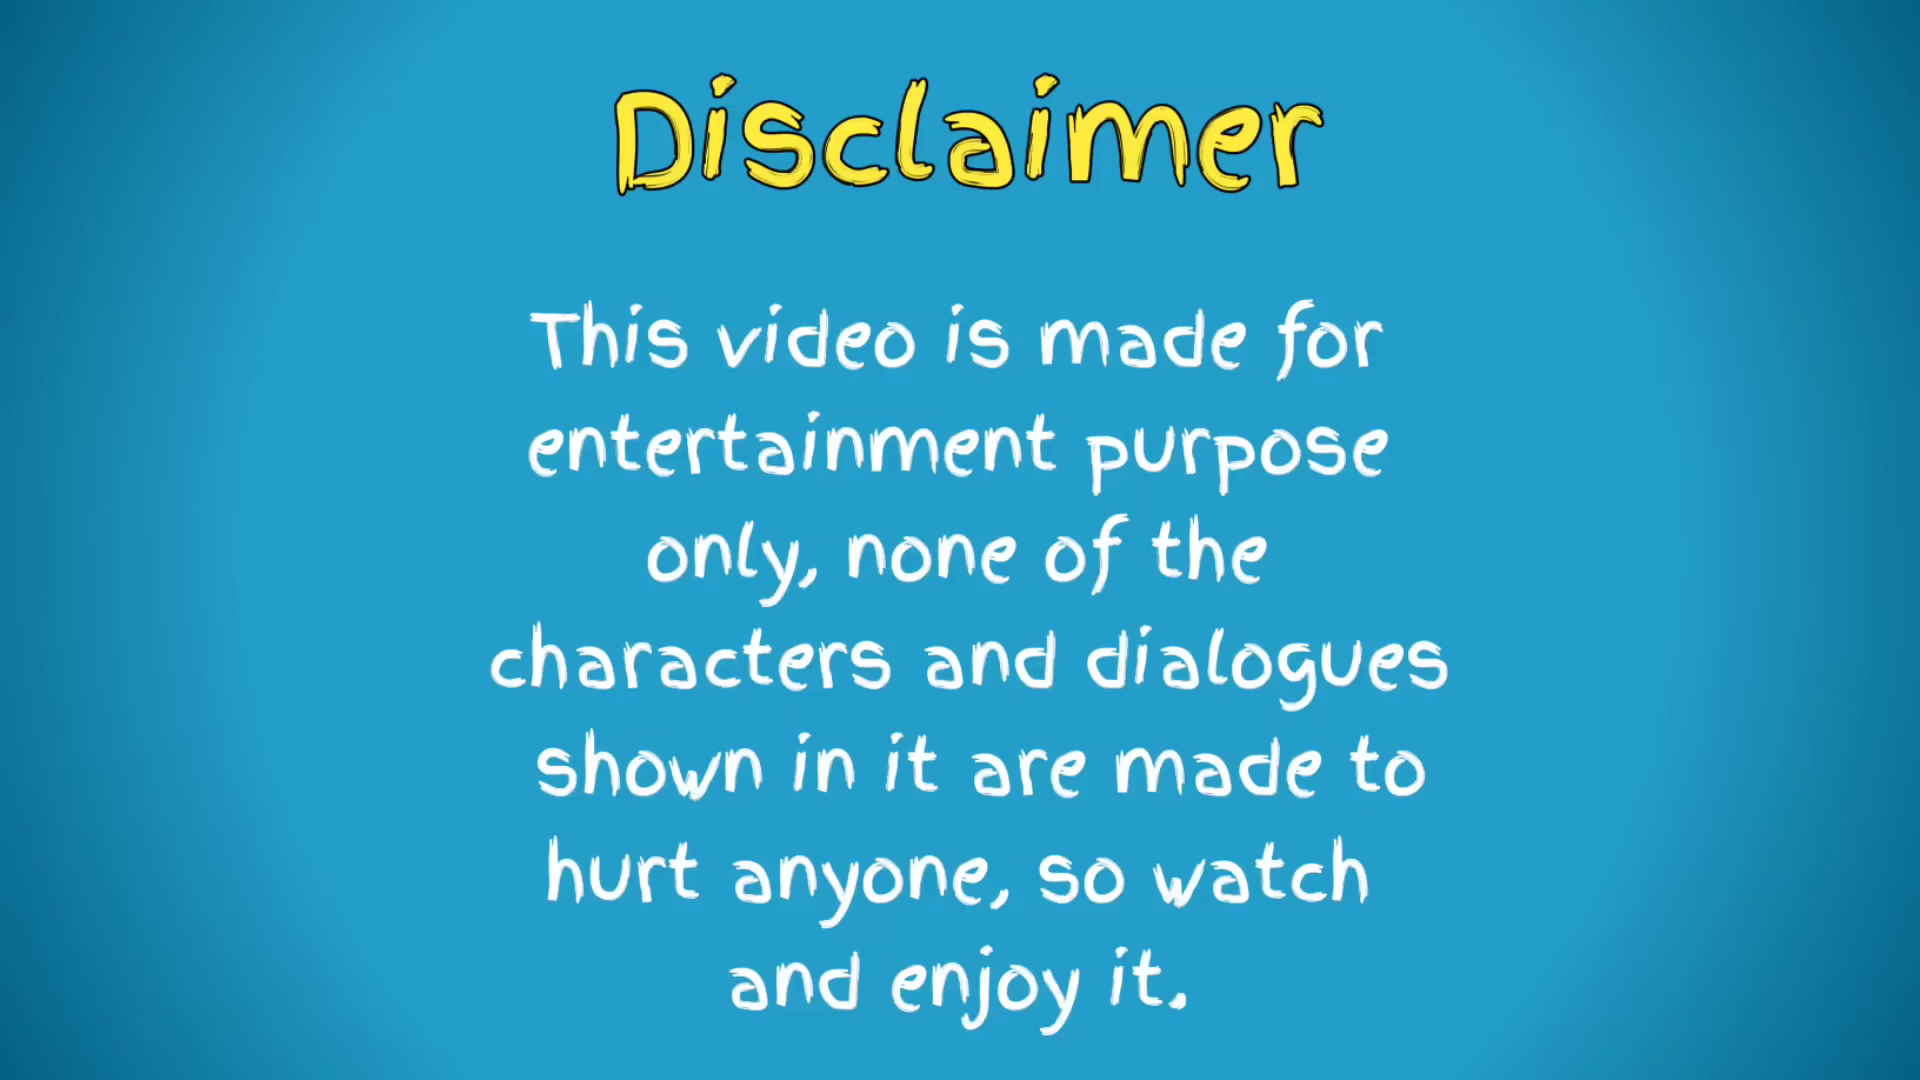 Disclaimer
This video is made for
entertainment purpose
only, none of the
characters and dialogues
shown in it are made to
hurt anyone, so watch
and enjoy it.